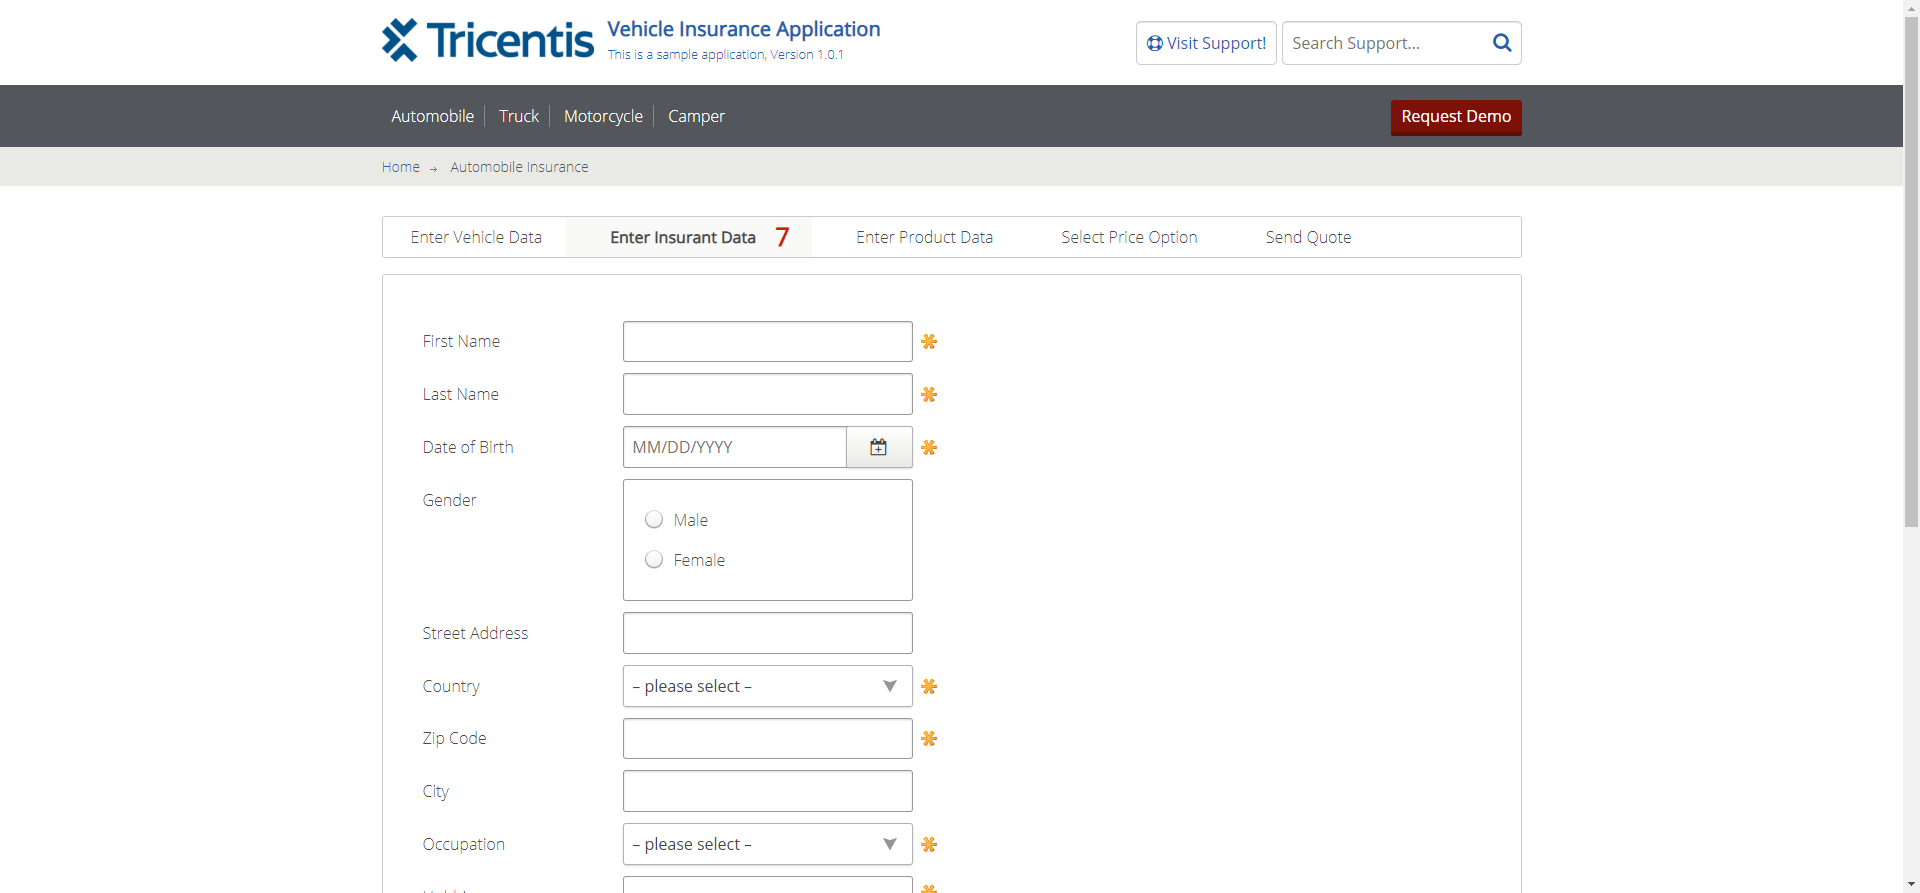 Tricentis
Vehicle Insurance Application
This is a sample application, Version 1.0.1
Visit Support!
Search Support...
Automobile
Truck
Motorcycle
Camper
Request Demo
Home → Automobile Insurance
Enter Vehicle Data
Enter Insurant Data 7
Enter Product Data
Select Price Option
Send Quote
First Name
Last Name
Date of Birth
MM/DD/YYYY
Gender
Male
Female
Street Address
Country
– please select –
Zip Code
City
Occupation
– please select –